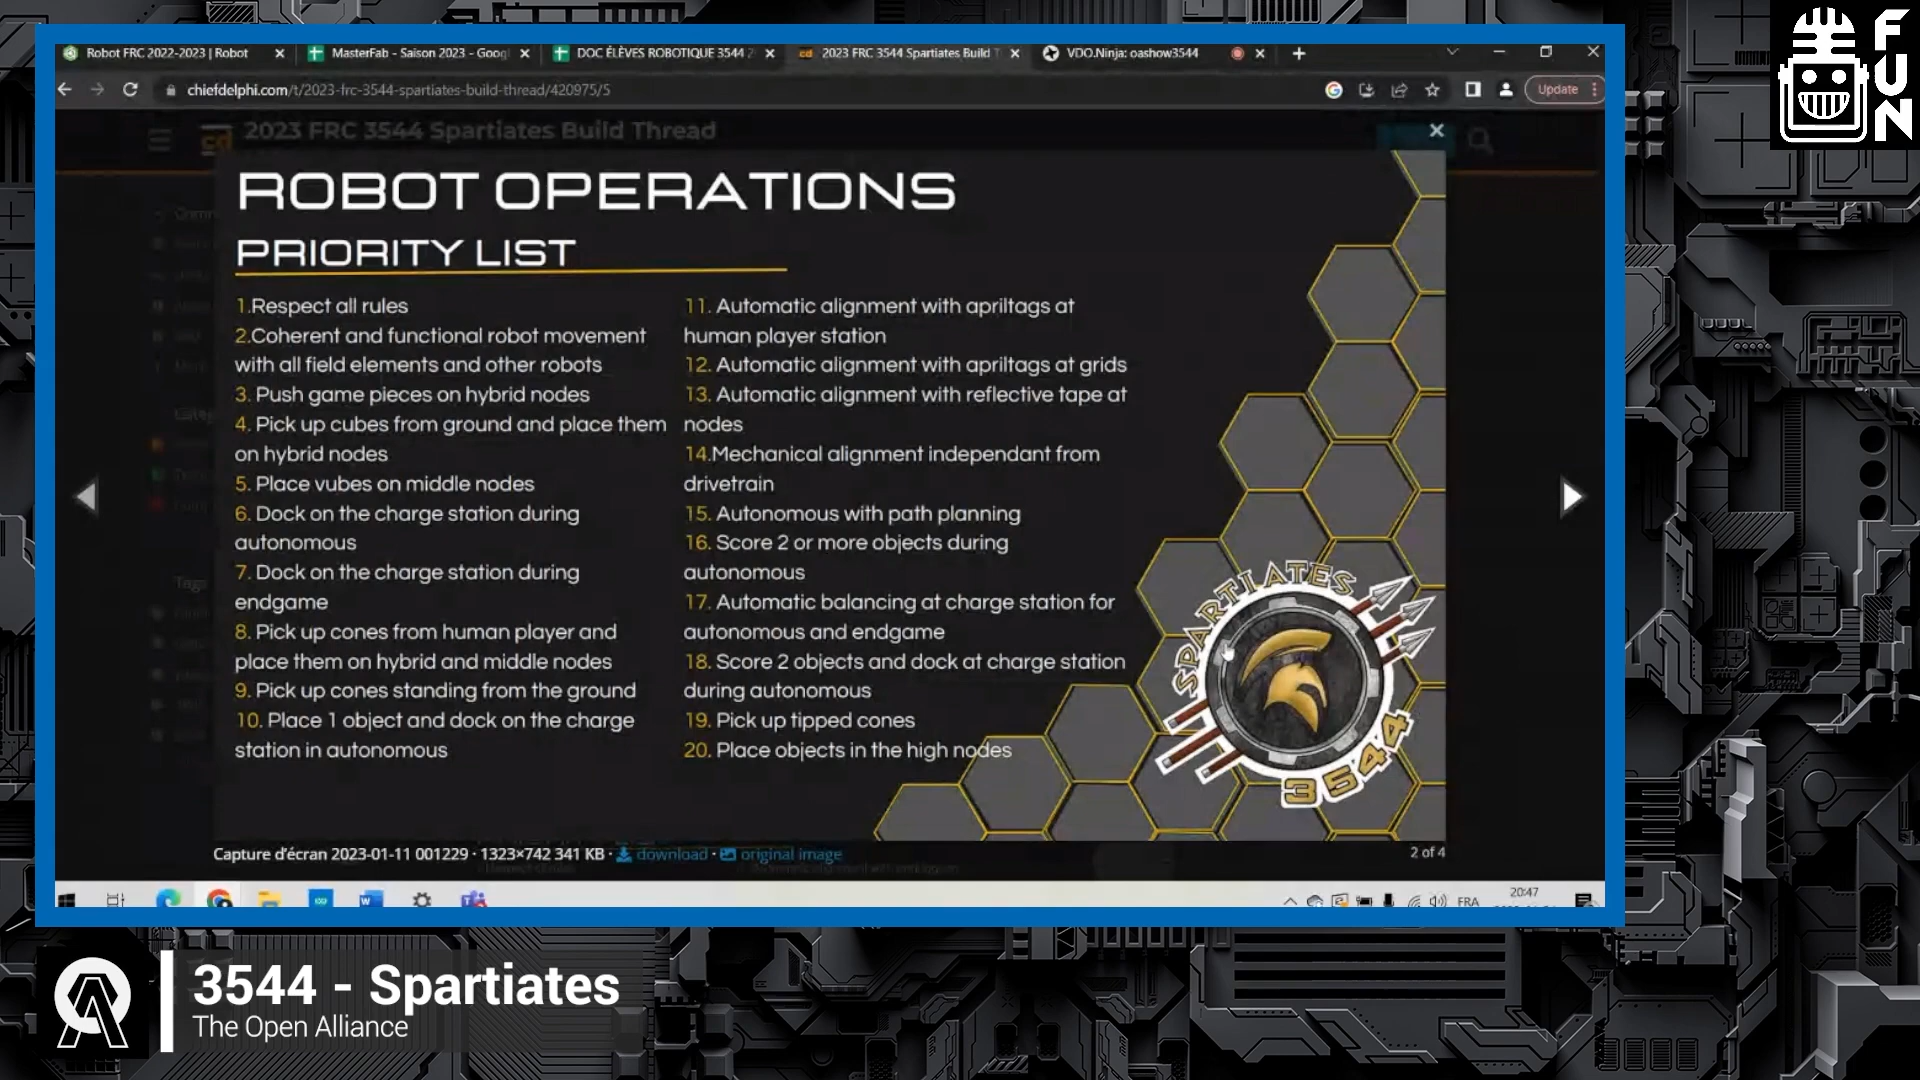 Robot FRC 2022-2023 | Robot
MasterFab - Saison 2023 - Goog
DOC ÉLÈVES ROBOTIQUE 3544 2
2023 FRC 3544 Spartiates Build T
VDO.Ninja: oashow3544
chiefdelphi.com/t/2023-frc-3544-spartiates-build-thread/420975/5
Update
FUN
2023 FRC 3544 Spartiates Build Thread
ROBOT OPERATIONS
PRIORITY LIST
1.Respect all rules
2.Coherent and functional robot movement
with all field elements and other robots
3. Push game pieces on hybrid nodes
4. Pick up cubes from ground and place them
on hybrid nodes
5. Place vubes on middle nodes
6. Dock on the charge station during
autonomous
7. Dock on the charge station during
endgame
8. Pick up cones from human player and
place them on hybrid and middle nodes
9. Pick up cones standing from the ground
10. Place 1 object and dock on the charge
station in autonomous
11. Automatic alignment with apriltags at
human player station
12. Automatic alignment with apriltags at grids
13. Automatic alignment with reflective tape at
nodes
14.Mechanical alignment independant from
drivetrain
15. Autonomous with path planning
16. Score 2 or more objects during
autonomous
17. Automatic balancing at charge station for
autonomous and endgame
18. Score 2 objects and dock at charge station
during autonomous
19. Pick up tipped cones
20. Place objects in the high nodes
SPARTIATES
3544
Capture d'écran 2023-01-11 001229 · 1323×742 341 KB · download · original image
2 of 4
FRA
20:47
3544 - Spartiates
The Open Alliance